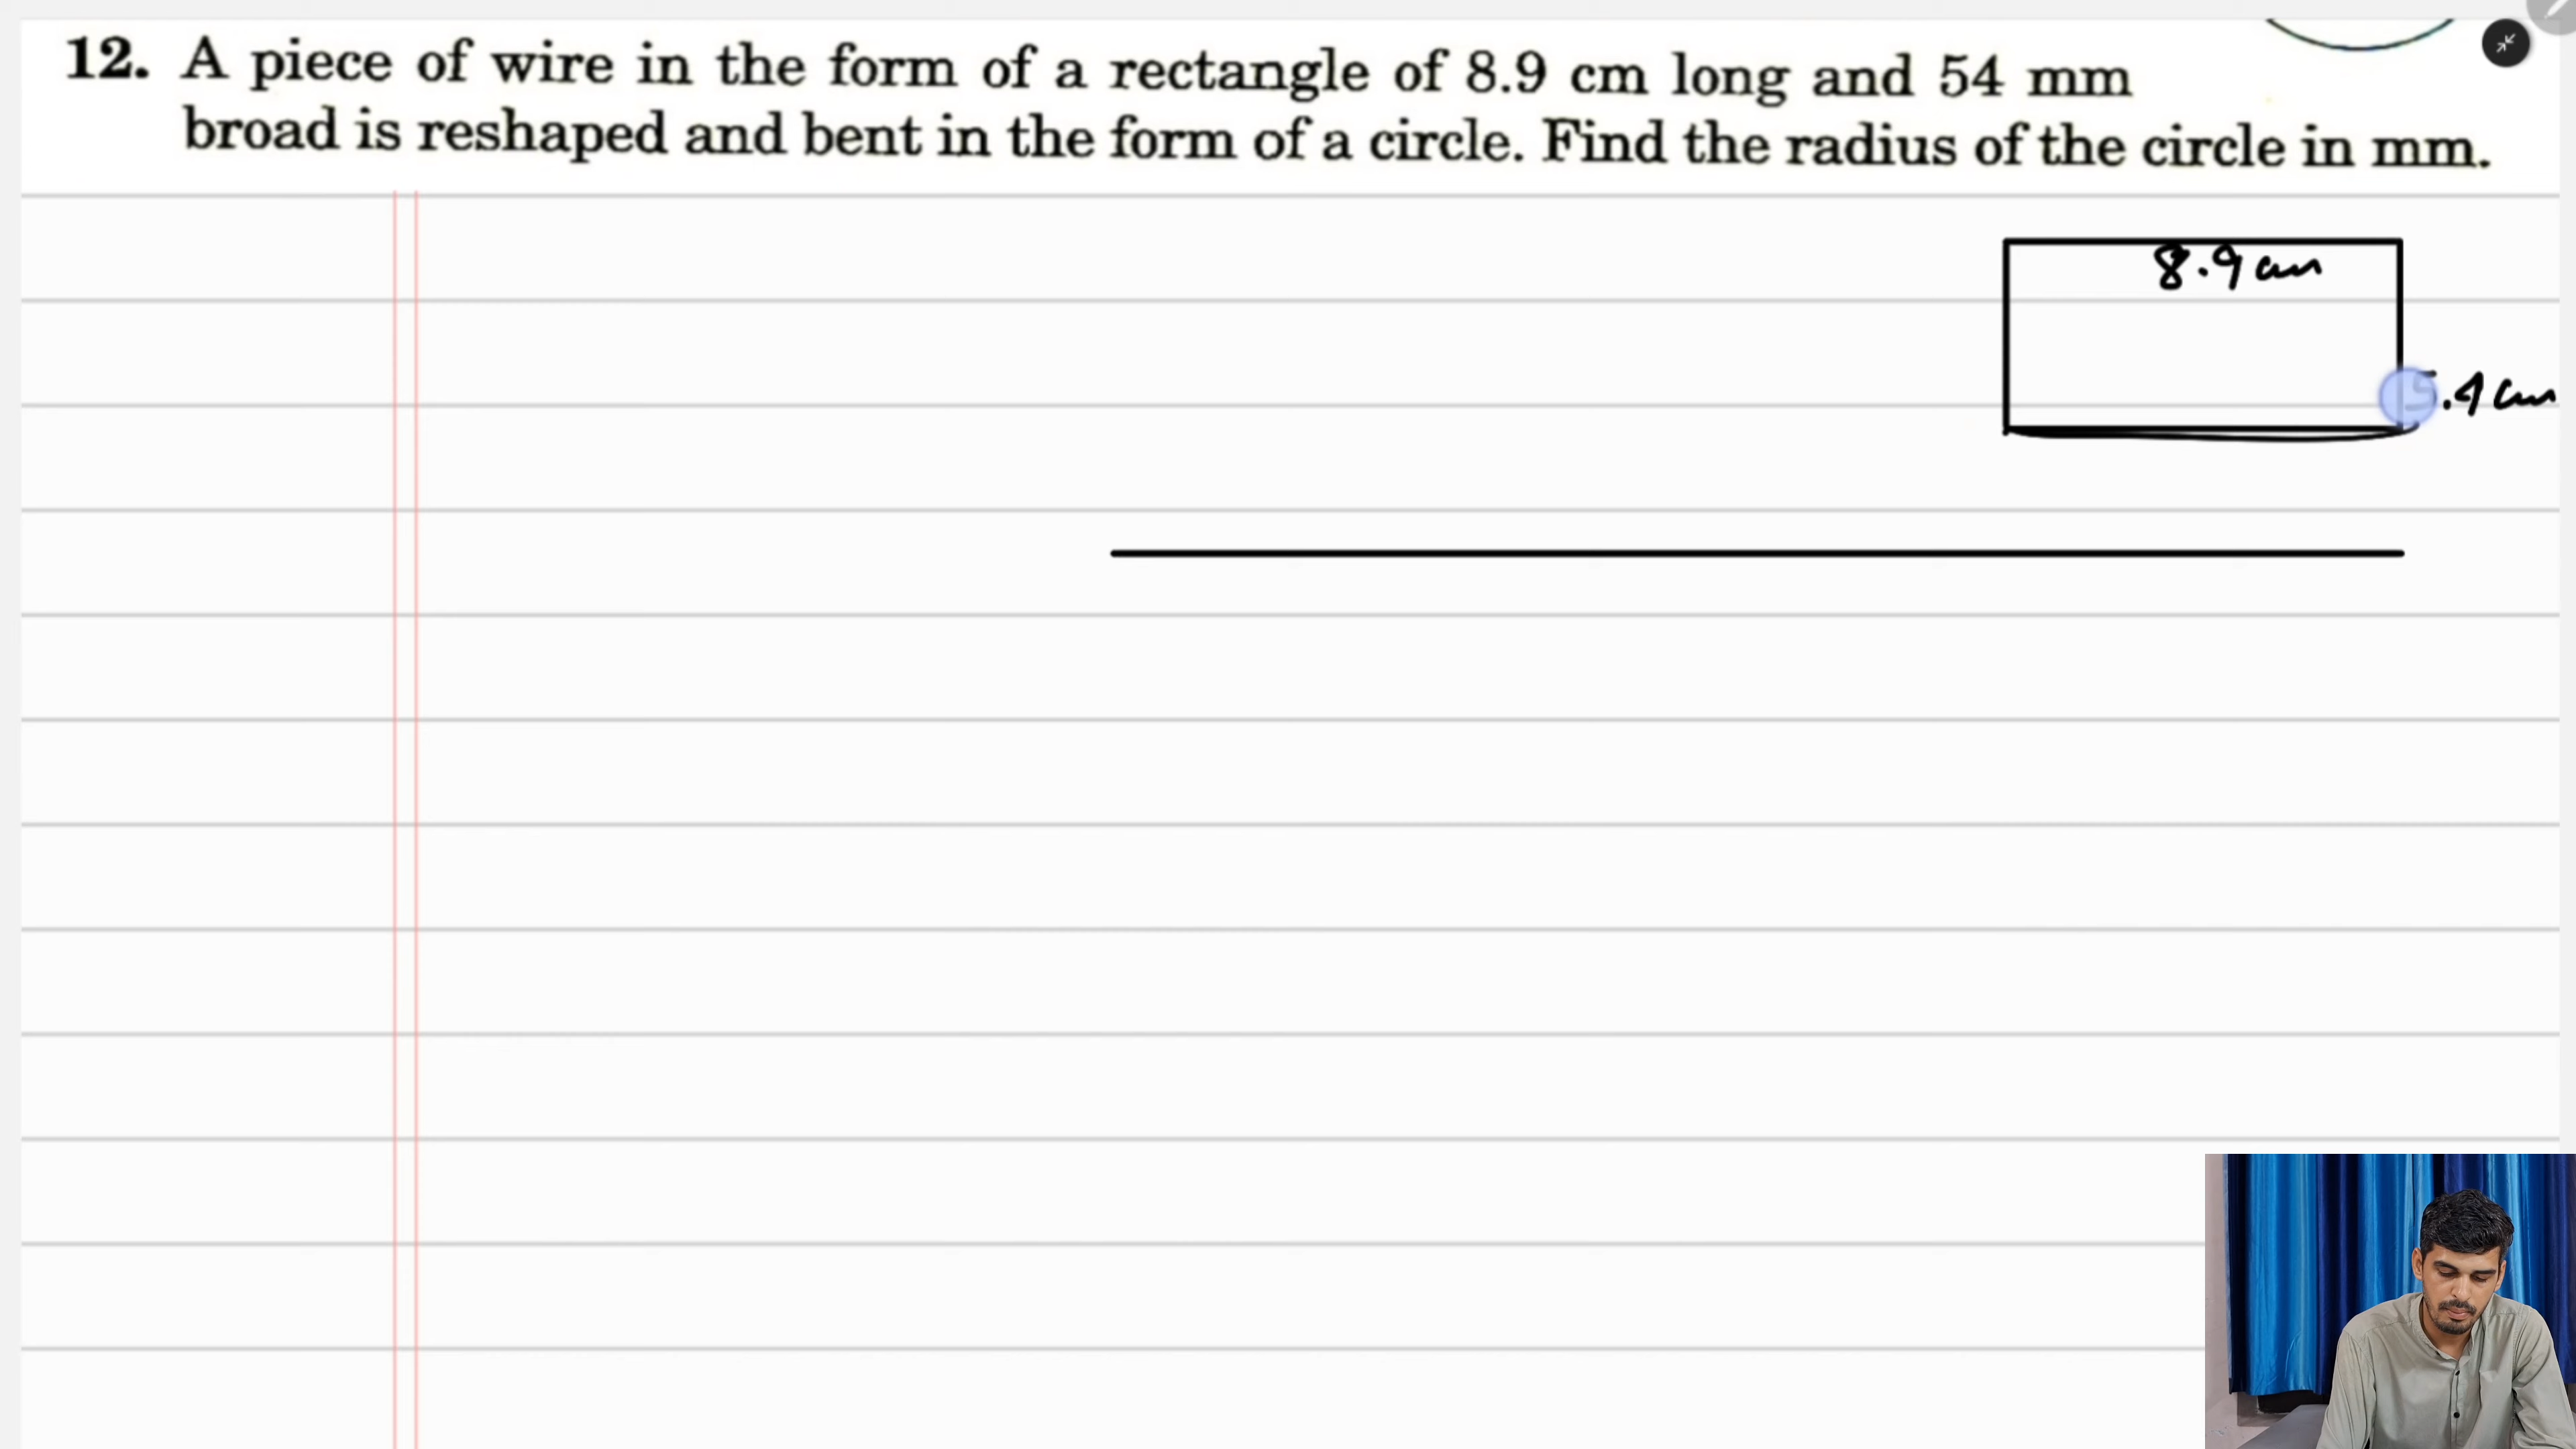 12. A piece of wire in the form of a rectangle of 8.9 cm long and 54 mm
broad is reshaped and bent in the form of a circle. Find the radius of the circle in mm.
8.9 cm
5.4 cm